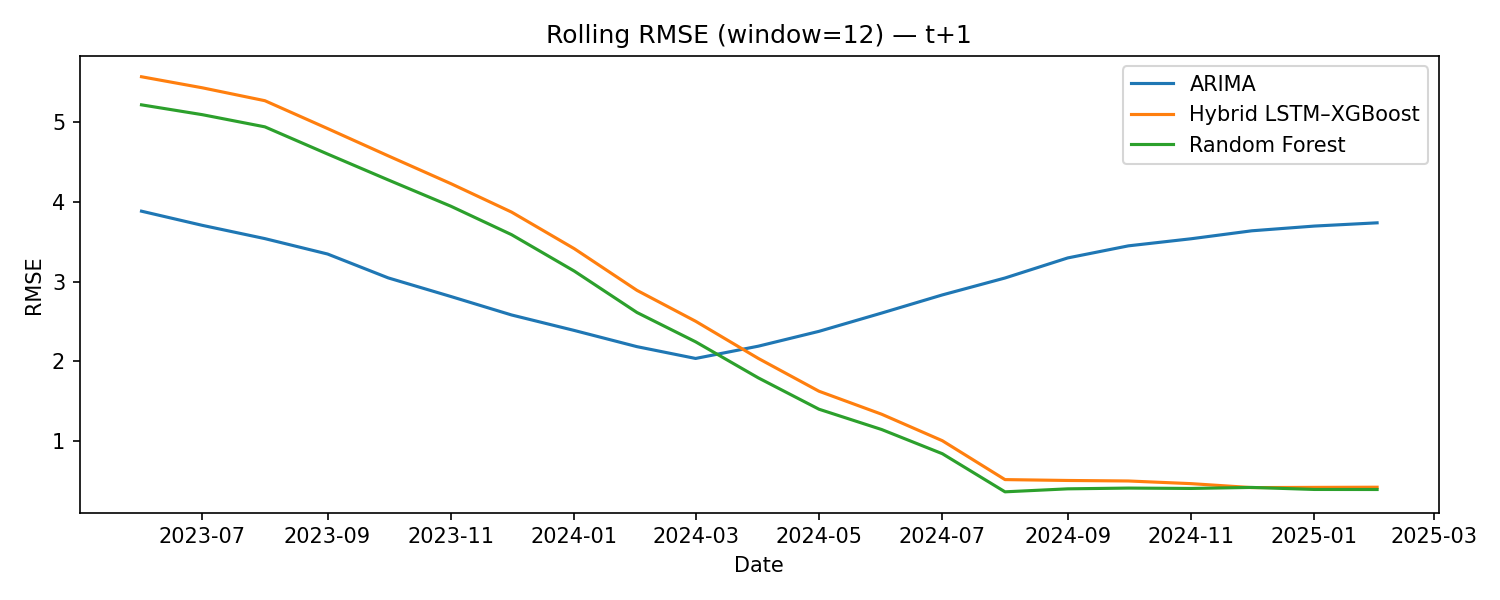 Rolling RMSE (window=12) — t+1
ARIMA
Hybrid LSTM–XGBoost
Random Forest
RMSE
5
4
3
2
1
2023-07 2023-09 2023-11 2024-01 2024-03 2024-05 2024-07 2024-09 2024-11 2025-01 2025-03
Date